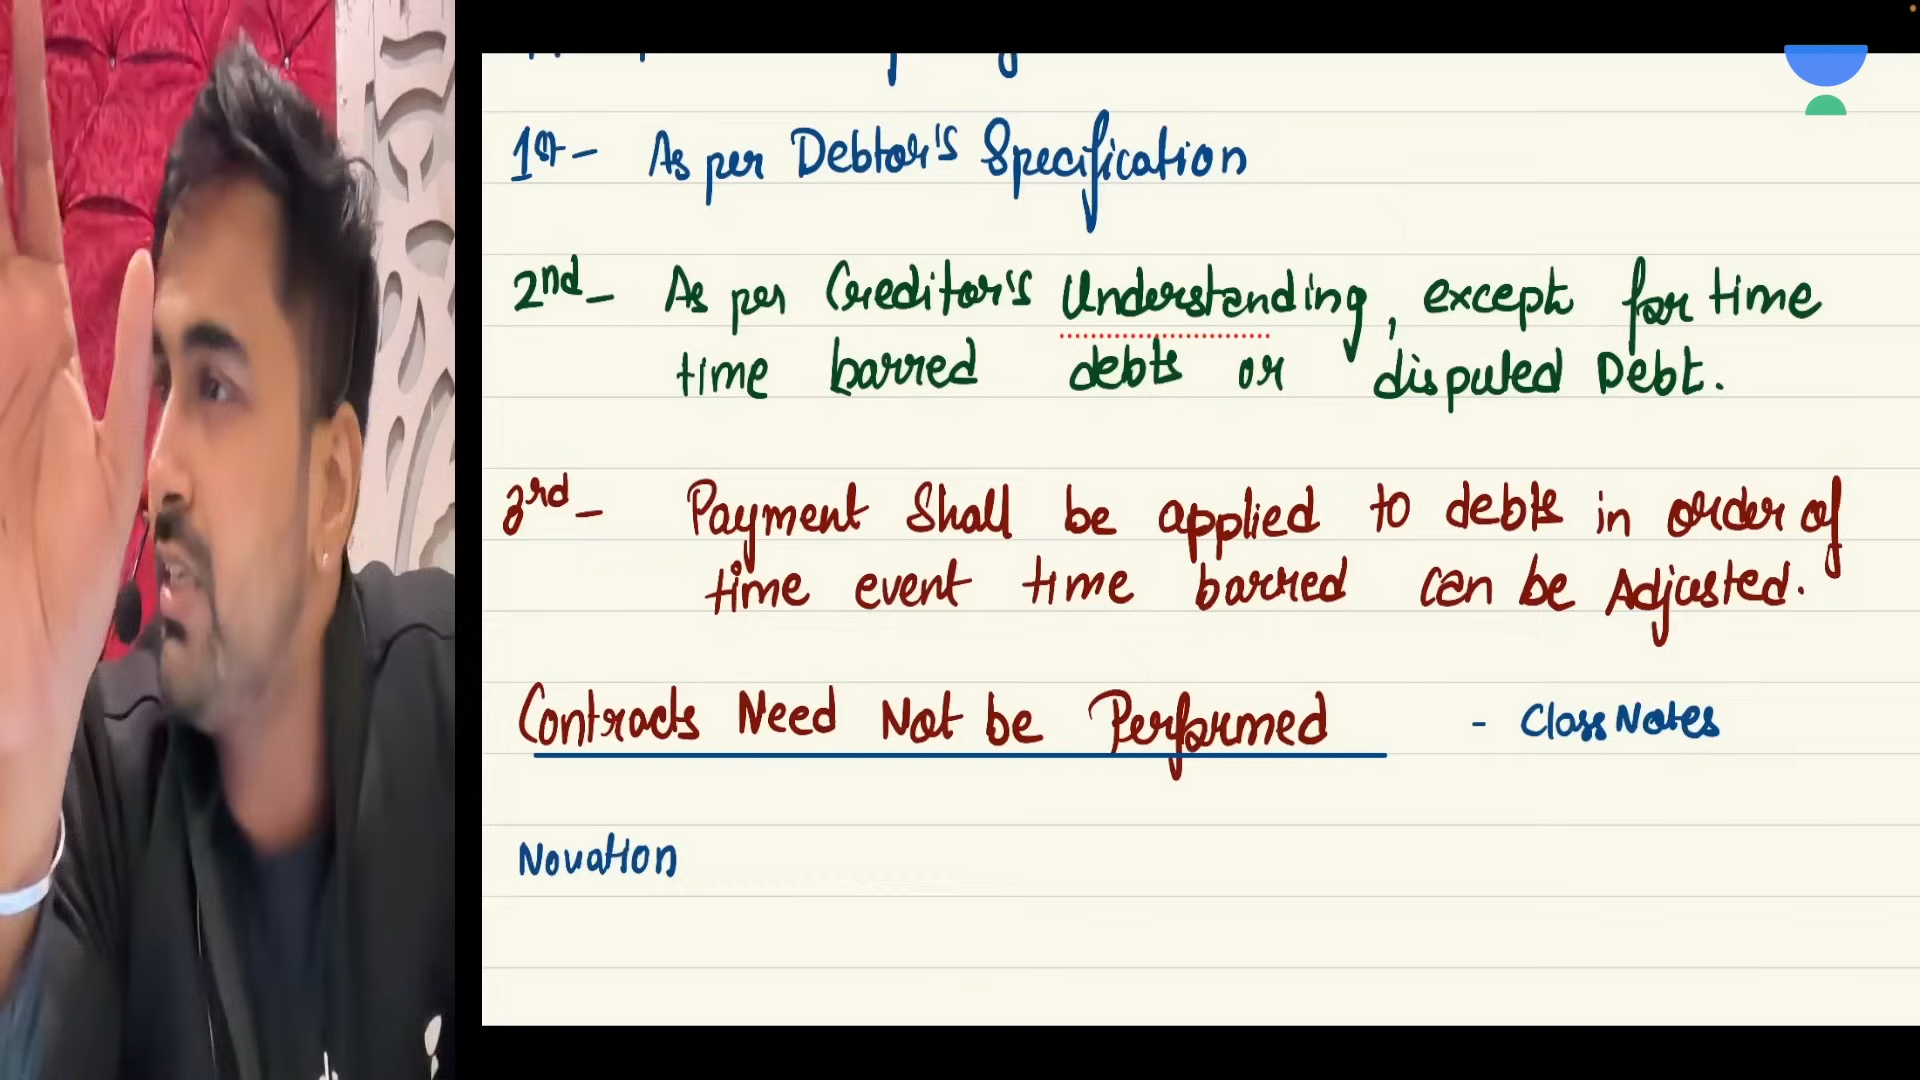 1st - As per Debtor's Specification
2nd - As per Creditor's Understanding, except for time
time barred debts or disputed Debt.
3rd - Payment Shall be applied to debts in order of
time event time barred can be Adjusted.
Contracts Need Not be Performed - Class Notes
Novation